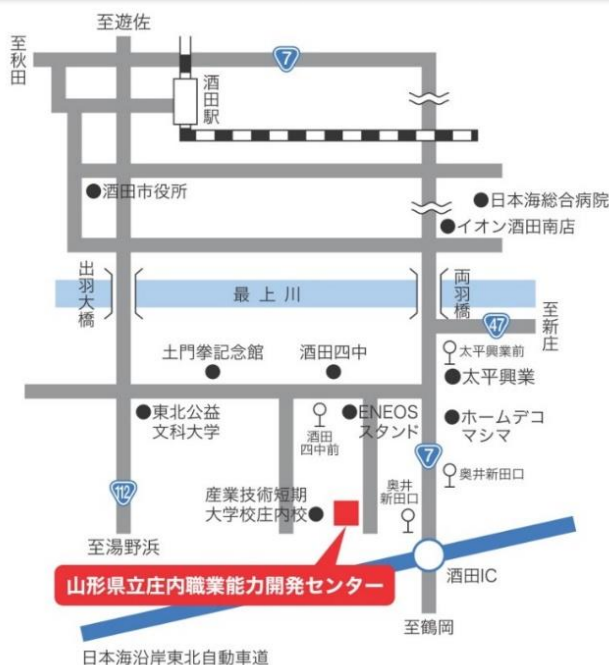 至遊佐
至秋田
7
酒田駅
酒田市役所
日本海総合病院
イオン酒田南店
出羽大橋
最上川
両羽橋
至新庄
47
太平興業前
土門拳記念館
酒田四中
太平興業
東北公益
文科大学
酒田
四中前
ENEOS
スタンド
ホームデコ
マシマ
7
奥井新田口
112
産業技術短期
大学校庄内校
奥井
新田口
至湯野浜
山形県立庄内職業能力開発センター
酒田IC
至鶴岡
日本海沿岸東北自動車道